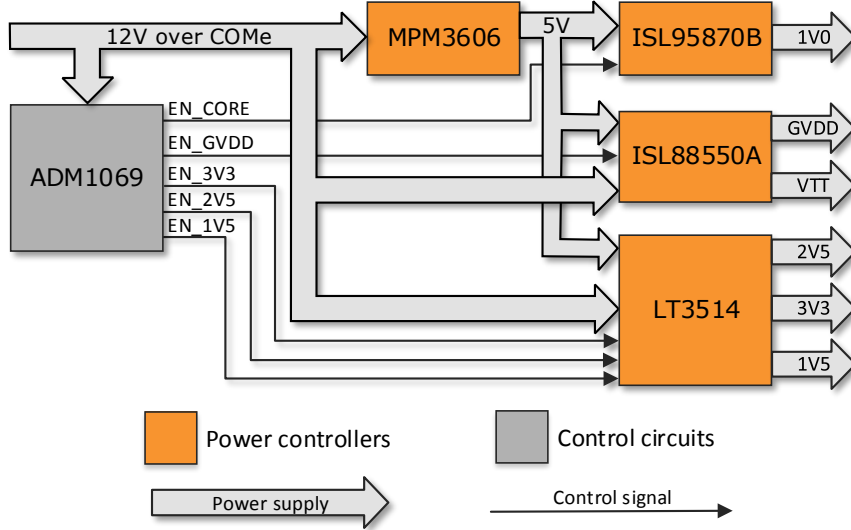 12V over COMe
MPM3606
5V
ISL95870B
1V0
ADM1069
EN_CORE
EN_GVDD
EN_3V3
EN_2V5
EN_1V5
ISL88550A
GVDD
VTT
LT3514
2V5
3V3
1V5
Power controllers
Control circuits
Power supply
Control signal